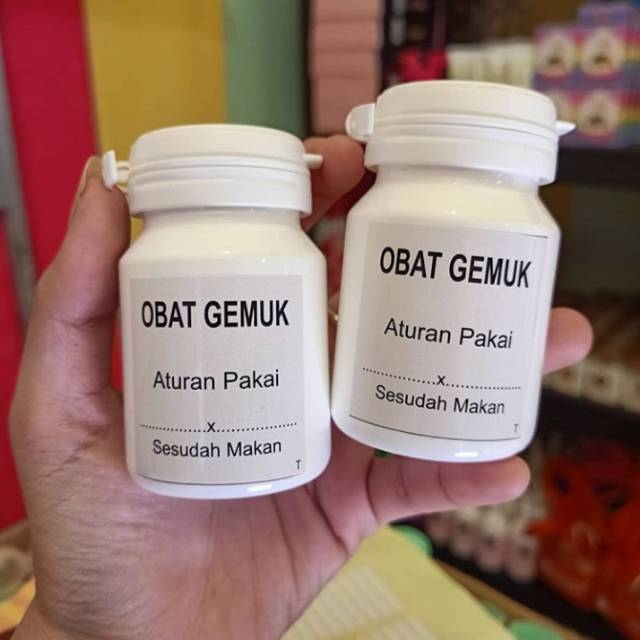 OBAT GEMUK
Aturan Pakai
..................x..................
Sesudah Makan
T
OBAT GEMUK
Aturan Pakai
..................x..................
Sesudah Makan
T